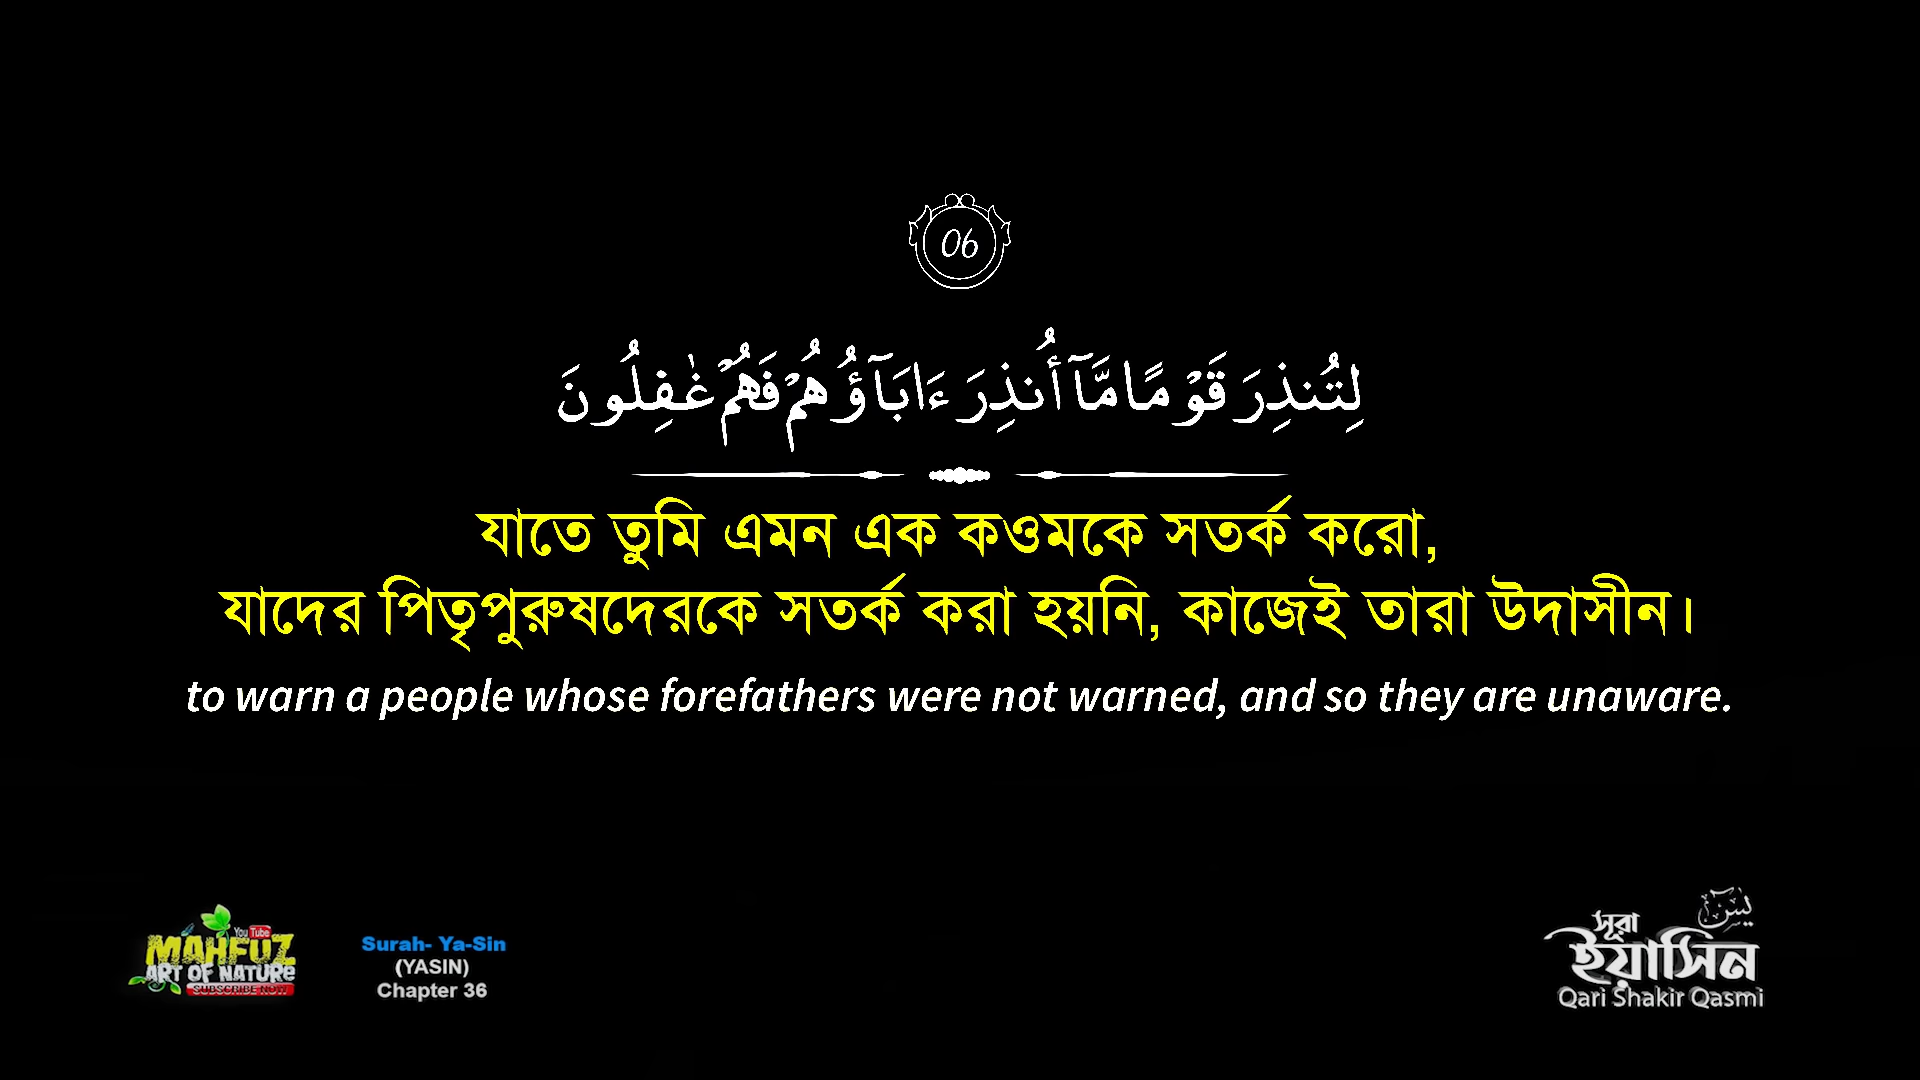 06
لِتُنذِرَ قَوْمًا مَّآ أُنذِرَ ءَابَآؤُهُمْ فَهُمْ غَٰفِلُونَ
যাতে তুমি এমন এক কওমকে সতর্ক করো,
যাদের পিতৃপুরুষদেরকে সতর্ক করা হয়নি, কাজেই তারা উদাসীন।
to warn a people whose forefathers were not warned, and so they are unaware.
You Tube
MAHFUZ
ART OF NATURE
SUBSCRIBE NOW
Surah- Ya-Sin
(YASIN)
Chapter 36
يس
সূরা
ইয়াসিন
Qari Shakir Qasmi